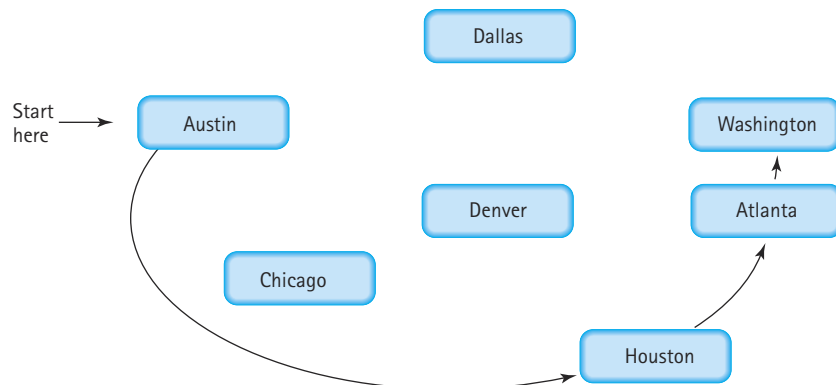 Dallas
Start
here
Austin
Washington
Denver
Atlanta
Chicago
Houston